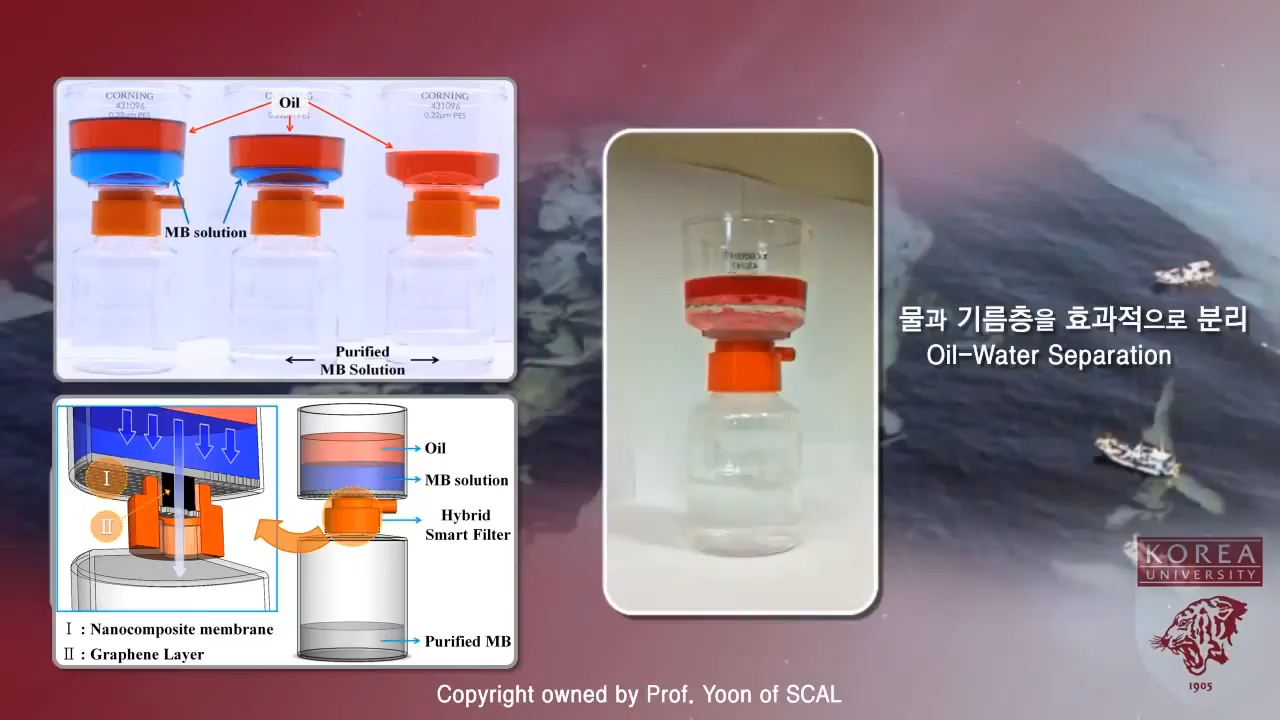 CORNING
431096
0.22μm PES
Oil
CORNING
431096
0.22μm PES
MB solution
Purified
MB Solution
물과 기름층을 효과적으로 분리
Oil-Water Separation
Ⅰ
Ⅱ
Oil
MB solution
Hybrid
Smart Filter
Purified MB
Ⅰ : Nanocomposite membrane
Ⅱ : Graphene Layer
KOREA
UNIVERSITY
1905
Copyright owned by Prof. Yoon of SCAL